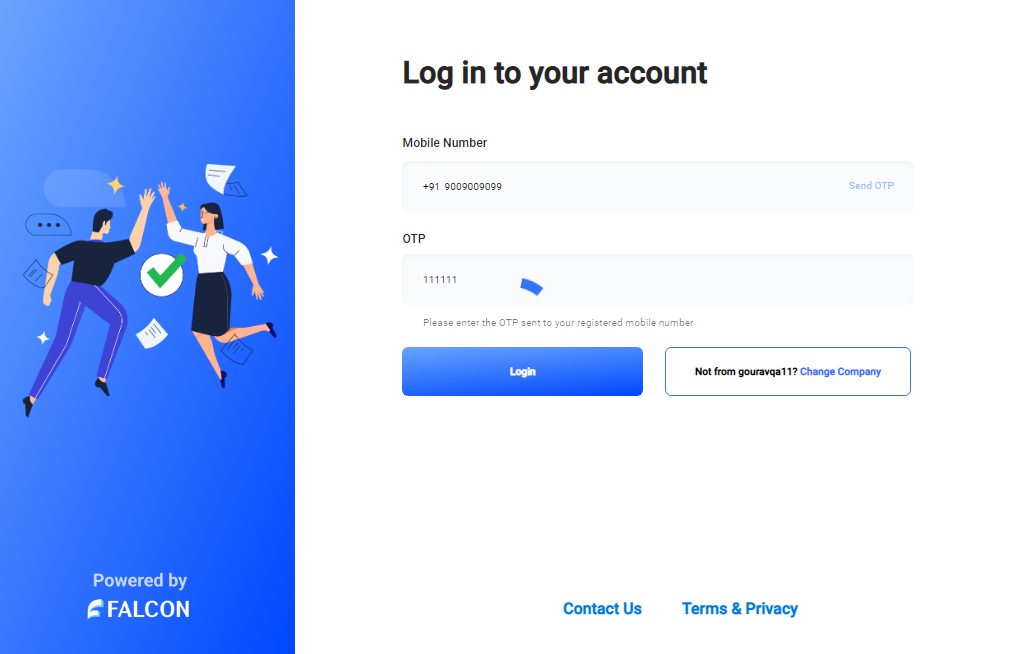 Log in to your account
Mobile Number
+91 9009009099
Send OTP
OTP
111111
Please enter the OTP sent to your registered mobile number
Login
Not from gouravqa11? Change Company
Powered by
FALCON
Contact Us
Terms & Privacy